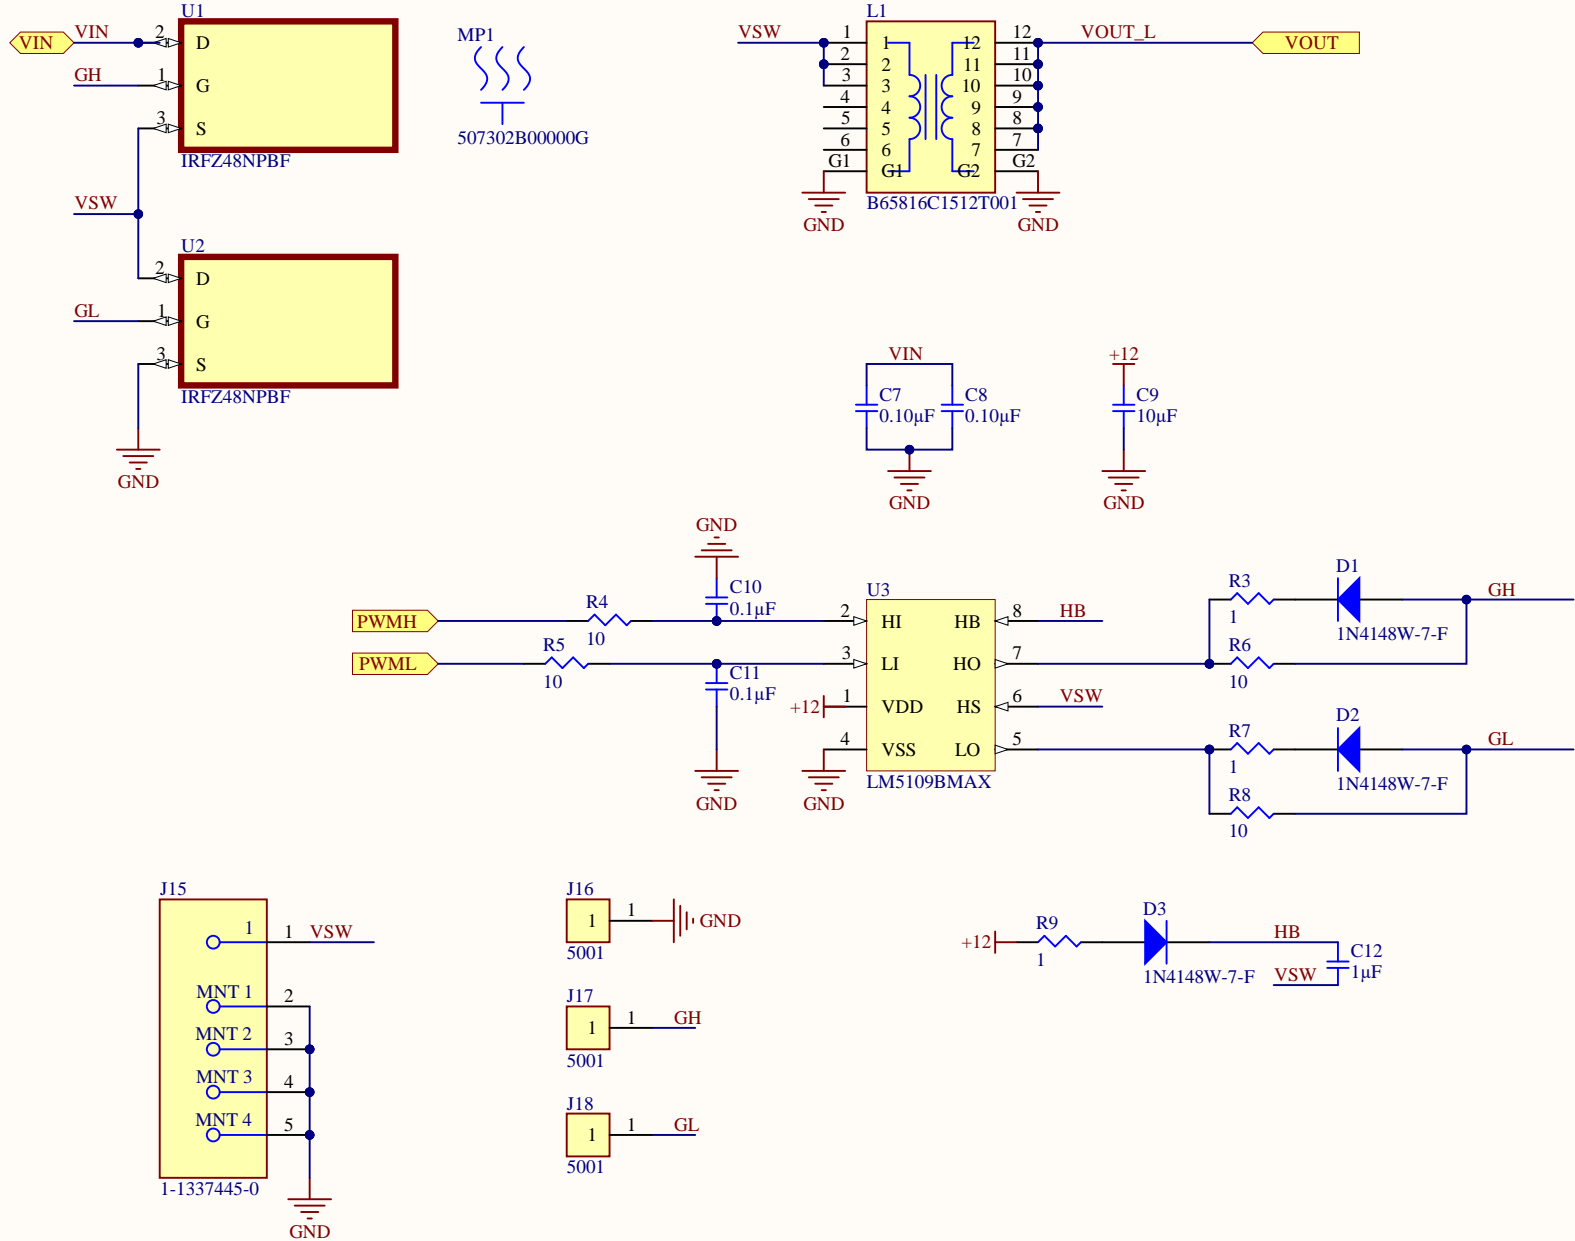 U1
VIN VIN 2 D
GH 1 G
3 S
IRFZ48NPBF
MP1
507302B00000G
VSW
U2
2 D
GL 1 G
3 S
IRFZ48NPBF
GND
L1
VSW 1 1 12 12 VOUT_L VOUT
2 2 11 11
3 3 10 10
4 4 9 9
5 5 8 8
6 6 7 7
G1 G1 G2 G2
B65816C1512T001
GND GND
VIN
C7
0.10µF
C8
0.10µF
GND
+12
C9
10µF
GND
GND
C10
0.1µF
PWMH R4
10
PWML R5
10
C11
0.1µF
GND
U3
2 HI HB 8 HB
3 LI HO 7
+12 1 VDD HS 6 VSW
4 VSS LO 5
LM5109BMAX
GND
R3
1
D1
1N4148W-7-F
GH
R6
10
R7
1
D2
1N4148W-7-F
GL
R8
10
J15
1 1 VSW
MNT 1 2
MNT 2 3
MNT 3 4
MNT 4 5
1-1337445-0
GND
J16
1 1 GND
5001
J17
1 1 GH
5001
J18
1 1 GL
5001
+12 R9
1
D3
1N4148W-7-F
HB
C12
1µF
VSW